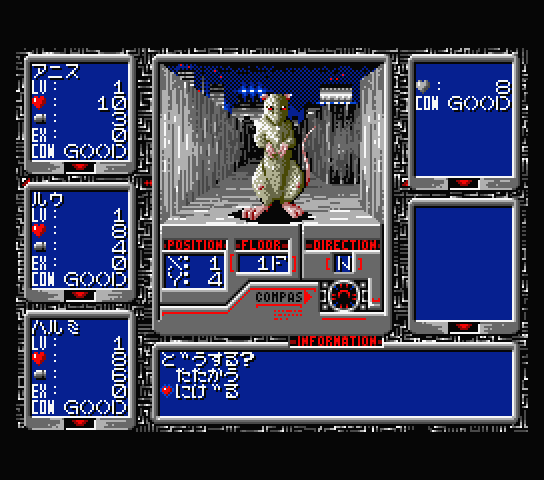 アニス
LV: 1
: 10
: 3
EX: 0
CON GOOD
ルウ
LV: 1
: 8
: 4
EX: 0
CON GOOD
ハルミ
LV: 1
: 8
: 6
EX: 0
CON GOOD
: 8
CON GOOD
POSITION
X: 1
Y: 4
FLOOR
1F
DIRECTION
N
COMPAS
INFORMATION
どうする?
たたかう
にげる